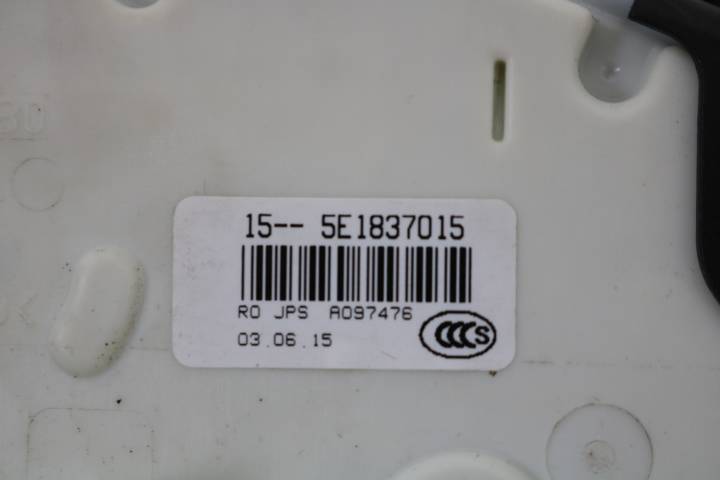 15-- 5E1837015
RO JPS A097476
03.06.15
CCC S